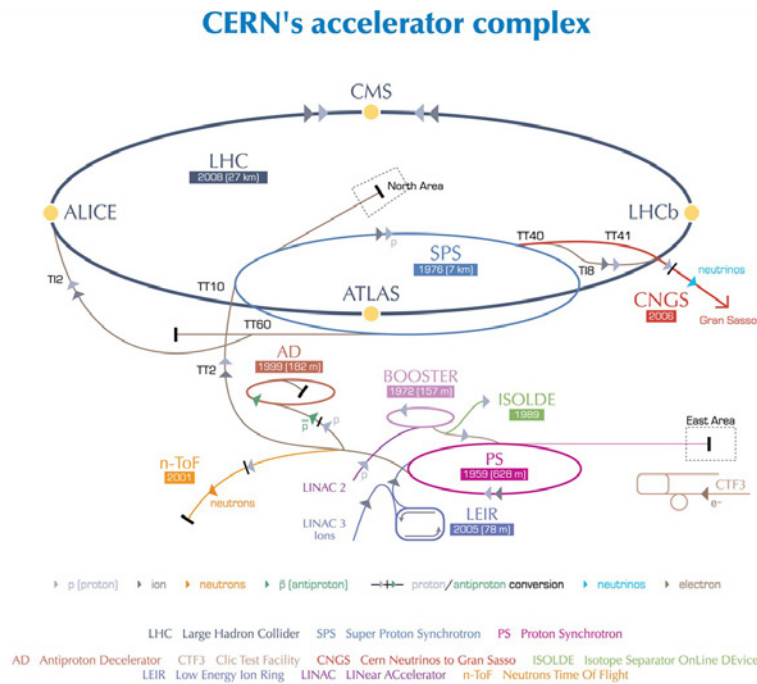 CERN's accelerator complex
CMS
LHC
2008 (27 km)
North Area
ALICE
LHCb
TT40
TT41
SPS
1976 (7 km)
TI8
TI2
TT10
ATLAS
neutrinos
CNGS
2006
Gran Sasso
TT60
AD
1999 (182 m)
TT2
BOOSTER
1972 (157 m)
ISOLDE
1989
East Area
p
p
p̅
p
n-ToF
2001
neutrons
LINAC 2
PS
1959 (628 m)
CTF3
e-
LINAC 3
Ions
LEIR
2005 (78 m)
p (proton) ion neutrons p̅ (antiproton) proton/antiproton conversion neutrinos electron
LHC Large Hadron Collider SPS Super Proton Synchrotron PS Proton Synchrotron
AD Antiproton Decelerator CTF3 Clic Test Facility CNGS Cern Neutrinos to Gran Sasso ISOLDE Isotope Separator OnLine DEvice
LEIR Low Energy Ion Ring LINAC LINear ACcelerator n-ToF Neutrons Time Of Flight